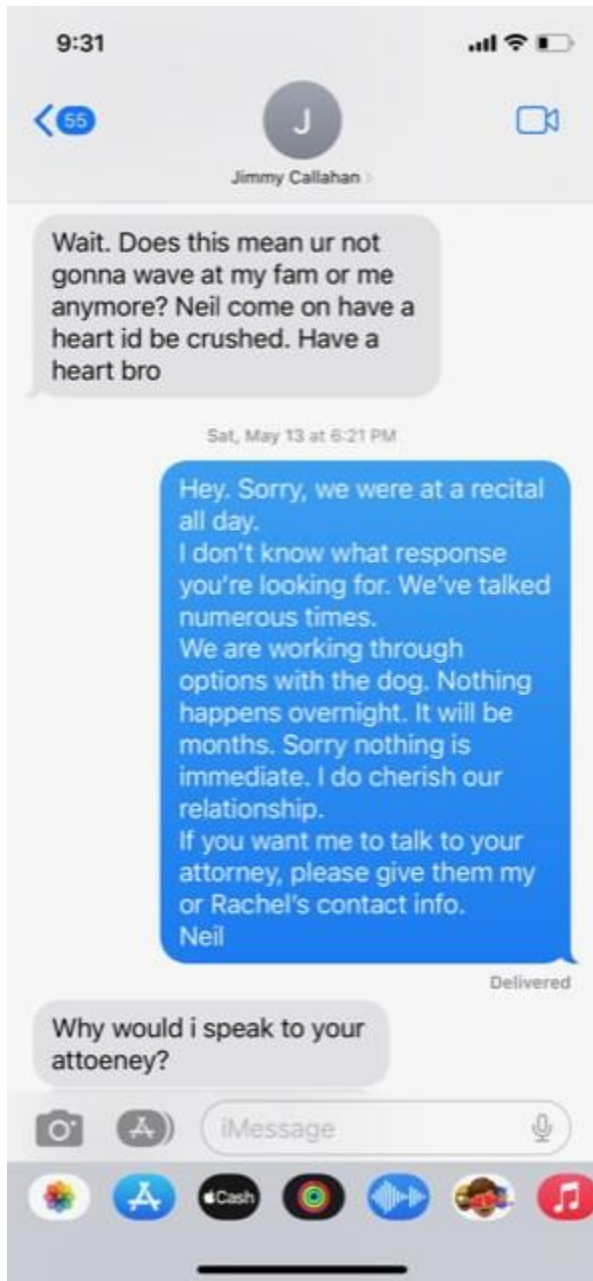 9:31
55
J
Jimmy Callahan
Wait. Does this mean ur not
gonna wave at my fam or me
anymore? Neil come on have a
heart id be crushed. Have a
heart bro
Sat, May 13 at 6:21 PM
Hey. Sorry, we were at a recital
all day.
I don't know what response
you're looking for. We've talked
numerous times.
We are working through
options with the dog. Nothing
happens overnight. It will be
months. Sorry nothing is
immediate. I do cherish our
relationship.
If you want me to talk to your
attorney, please give them my
or Rachel's contact info.
Neil
Delivered
Why would i speak to your
attoeney?
iMessage
Cash